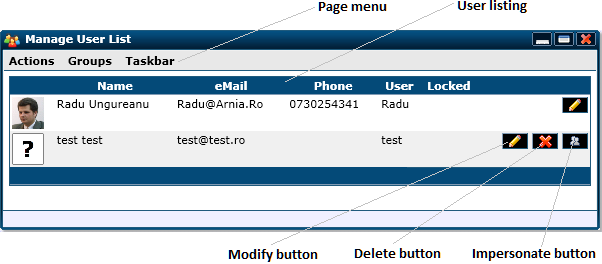 Page menu
User listing
Manage User List
Actions Groups Taskbar
Name eMail Phone User Locked
Radu Ungureanu Radu@Arnia.Ro 0730254341 Radu
? test test test@test.ro test
Modify button Delete button Impersonate button